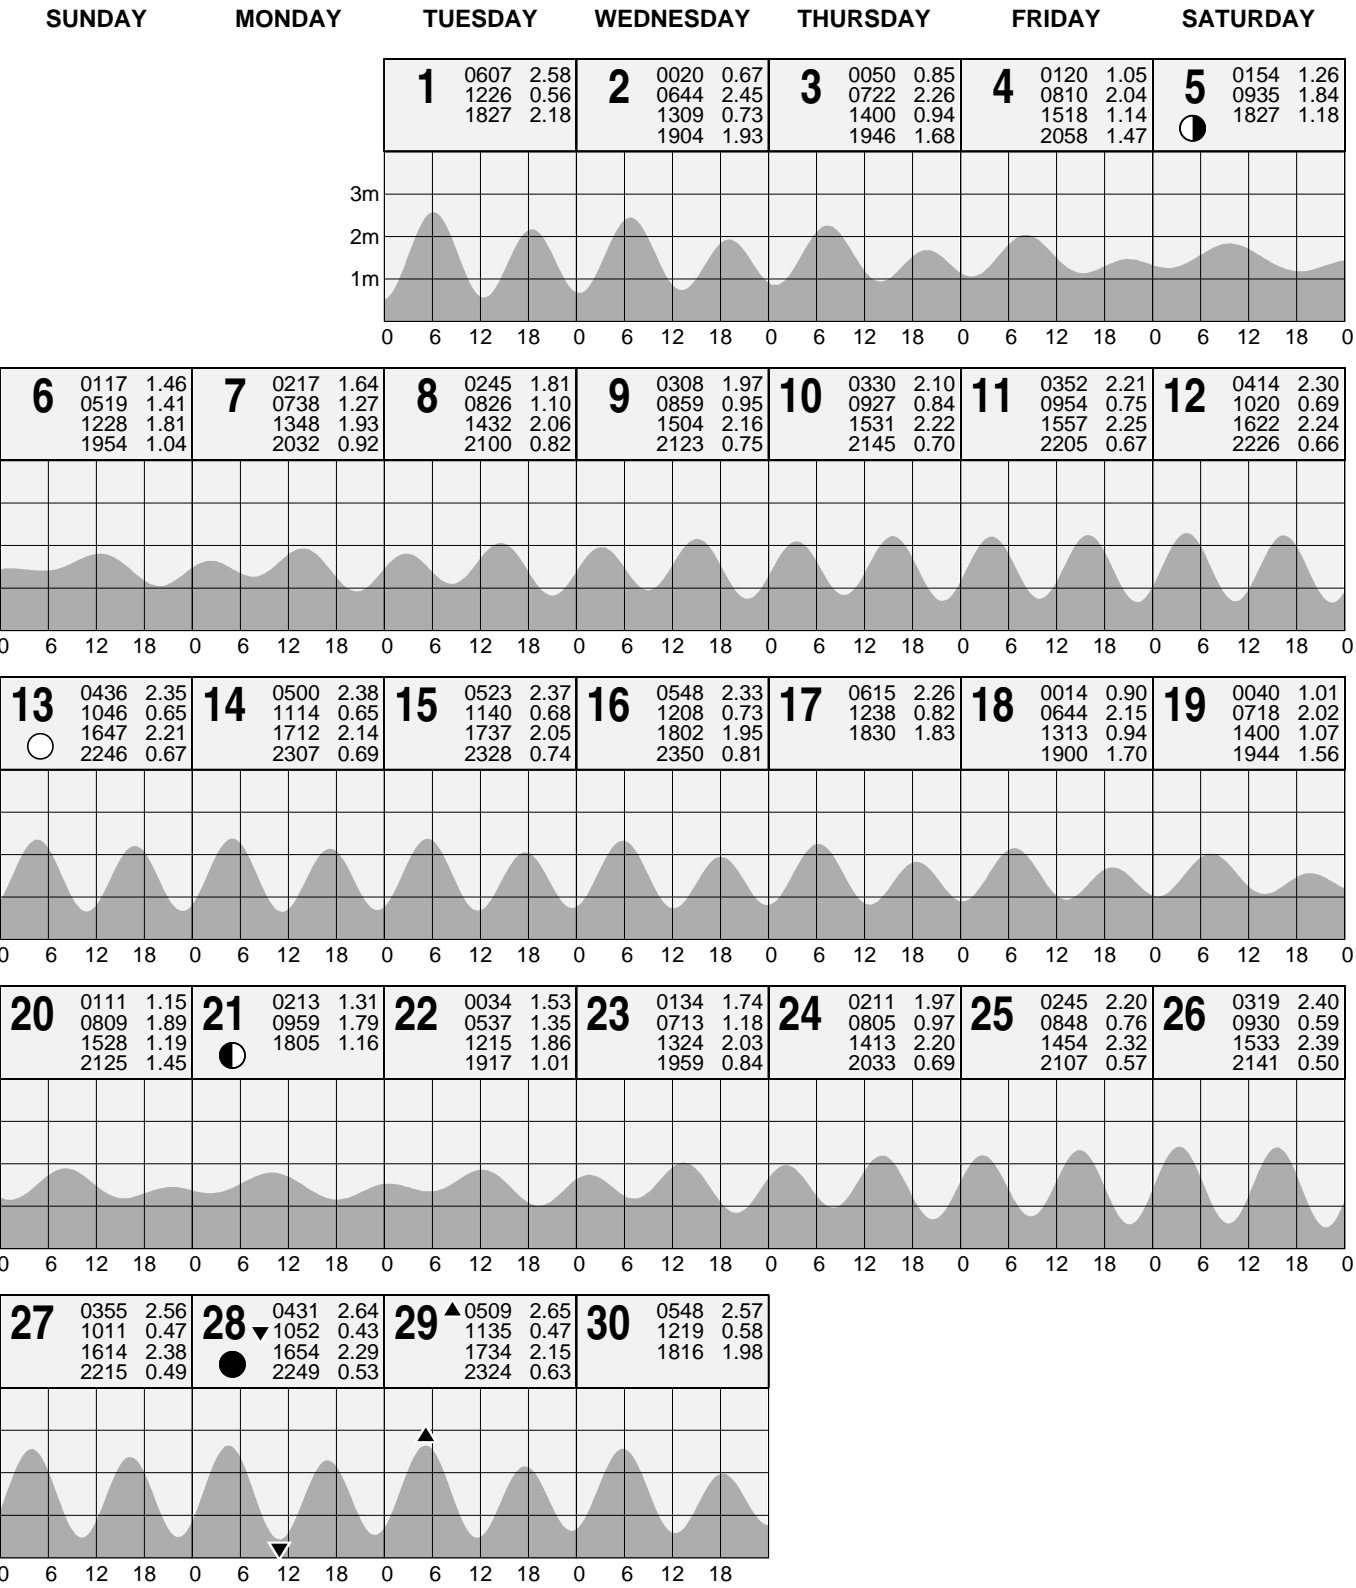 SUNDAY MONDAY TUESDAY WEDNESDAY THURSDAY FRIDAY SATURDAY
1 0607 2.58
1226 0.56
1827 2.18
2 0020 0.67
0644 2.45
1309 0.73
1904 1.93
3 0050 0.85
0722 2.26
1400 0.94
1946 1.68
4 0120 1.05
0810 2.04
1518 1.14
2058 1.47
5 0154 1.26
0935 1.84
1827 1.18
3m
2m
1m
0 6 12 18 0 6 12 18 0 6 12 18 0 6 12 18 0 6 12 18 0
6 0117 1.46
0519 1.41
1228 1.81
1954 1.04
7 0217 1.64
0738 1.27
1348 1.93
2032 0.92
8 0245 1.81
0826 1.10
1432 2.06
2100 0.82
9 0308 1.97
0859 0.95
1504 2.16
2123 0.75
10 0330 2.10
0927 0.84
1531 2.22
2145 0.70
11 0352 2.21
0954 0.75
1557 2.25
2205 0.67
12 0414 2.30
1020 0.69
1622 2.24
2226 0.66
0 6 12 18 0 6 12 18 0 6 12 18 0 6 12 18 0 6 12 18 0 6 12 18 0 6 12 18 0
13 0436 2.35
1046 0.65
1647 2.21
2246 0.67
14 0500 2.38
1114 0.65
1712 2.14
2307 0.69
15 0523 2.37
1140 0.68
1737 2.05
2328 0.74
16 0548 2.33
1208 0.73
1802 1.95
2350 0.81
17 0615 2.26
1238 0.82
1830 1.83
18 0014 0.90
0644 2.15
1313 0.94
1900 1.70
19 0040 1.01
0718 2.02
1400 1.07
1944 1.56
0 6 12 18 0 6 12 18 0 6 12 18 0 6 12 18 0 6 12 18 0 6 12 18 0 6 12 18 0
20 0111 1.15
0809 1.89
1528 1.19
2125 1.45
21 0213 1.31
0959 1.79
1805 1.16
22 0034 1.53
0537 1.35
1215 1.86
1917 1.01
23 0134 1.74
0713 1.18
1324 2.03
1959 0.84
24 0211 1.97
0805 0.97
1413 2.20
2033 0.69
25 0245 2.20
0848 0.76
1454 2.32
2107 0.57
26 0319 2.40
0930 0.59
1533 2.39
2141 0.50
0 6 12 18 0 6 12 18 0 6 12 18 0 6 12 18 0 6 12 18 0 6 12 18 0 6 12 18 0
27 0355 2.56
1011 0.47
1614 2.38
2215 0.49
28 0431 2.64
1052 0.43
1654 2.29
2249 0.53
29 0509 2.65
1135 0.47
1734 2.15
2324 0.63
30 0548 2.57
1219 0.58
1816 1.98
0 6 12 18 0 6 12 18 0 6 12 18 0 6 12 18